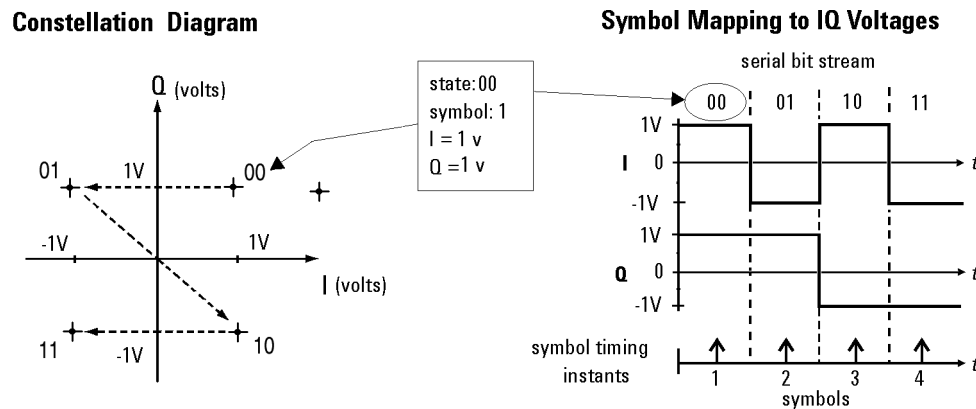 Constellation Diagram
Q (volts)
01
1V
00
-1V
1V
I (volts)
11
-1V
10
state:00
symbol: 1
I = 1 v
Q =1 v
Symbol Mapping to IQ Voltages
serial bit stream
00 01 10 11
1V
I 0 t
-1V
1V
Q 0 t
-1V
symbol timing
instants
t
1 2 3 4
symbols